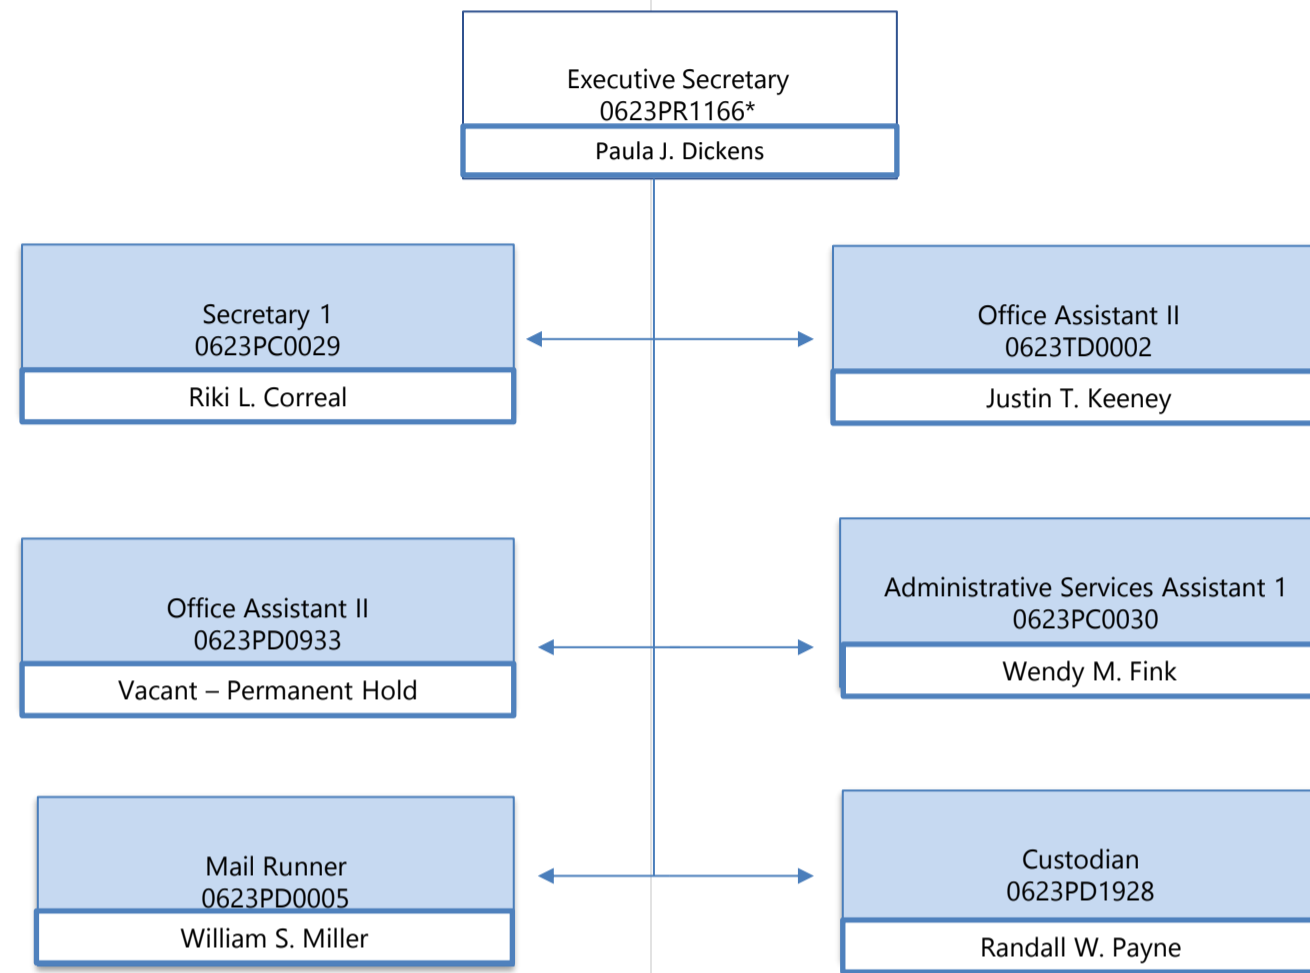 Executive Secretary
0623PR1166*
Paula J. Dickens
Secretary 1
0623PC0029
Riki L. Correal
Office Assistant II
0623TD0002
Justin T. Keeney
Office Assistant II
0623PD0933
Vacant – Permanent Hold
Administrative Services Assistant 1
0623PC0030
Wendy M. Fink
Mail Runner
0623PD0005
William S. Miller
Custodian
0623PD1928
Randall W. Payne